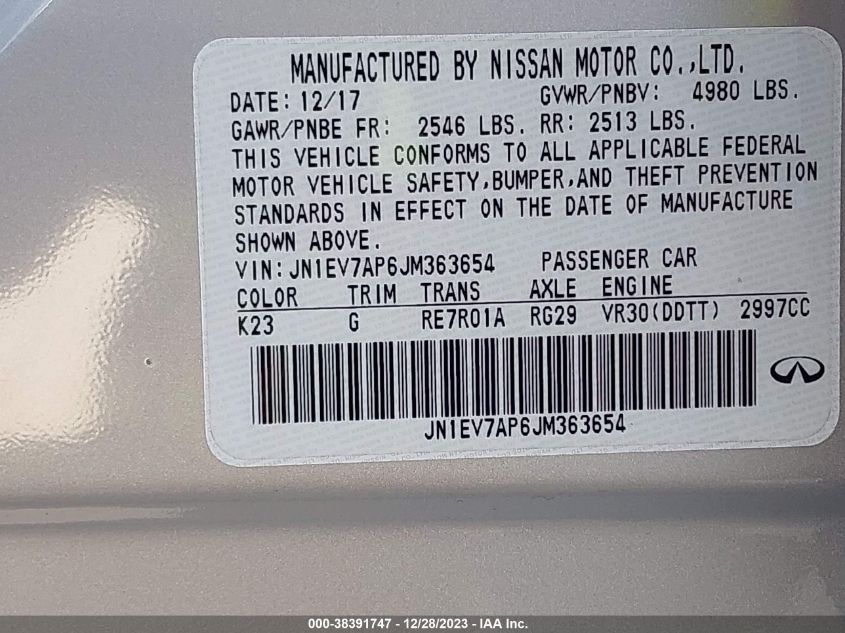 MANUFACTURED BY NISSAN MOTOR CO.,LTD.
DATE: 12/17 GVWR/PNBV: 4980 LBS.
GAWR/PNBE FR: 2546 LBS. RR: 2513 LBS.
THIS VEHICLE CONFORMS TO ALL APPLICABLE FEDERAL
MOTOR VEHICLE SAFETY,BUMPER,AND THEFT PREVENTION
STANDARDS IN EFFECT ON THE DATE OF MANUFACTURE
SHOWN ABOVE.
VIN:JN1EV7AP6JM363654 PASSENGER CAR
COLOR TRIM TRANS AXLE ENGINE
K23 G RE7R01A RG29 VR30(DDTT) 2997CC
JN1EV7AP6JM363654
000-38391747 - 12/28/2023 - IAA Inc.